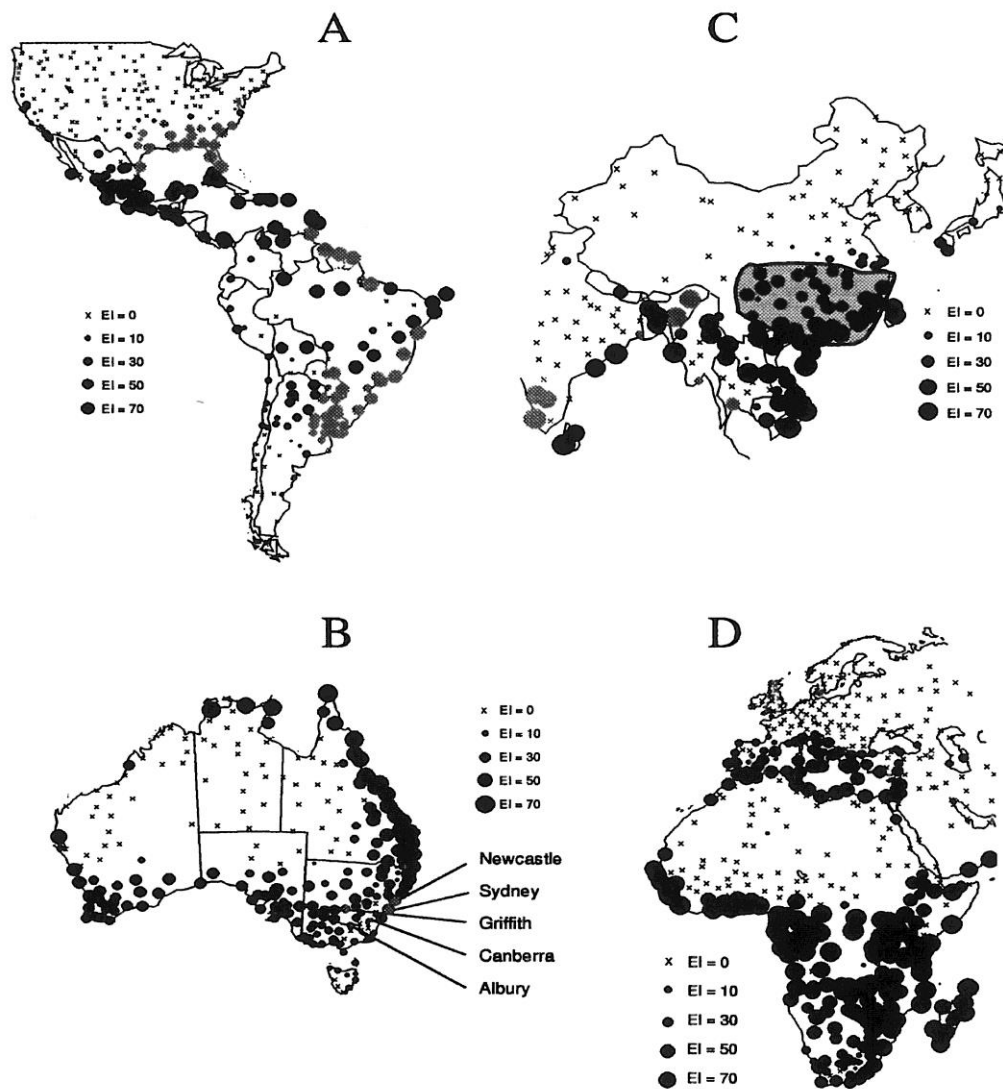 A
C
x EI = 0
EI = 10
EI = 30
EI = 50
EI = 70
x EI = 0
EI = 10
EI = 30
EI = 50
EI = 70
B
D
x EI = 0
EI = 10
EI = 30
EI = 50
EI = 70
Newcastle
Sydney
Griffith
Canberra
Albury
x EI = 0
EI = 10
EI = 30
EI = 50
EI = 70